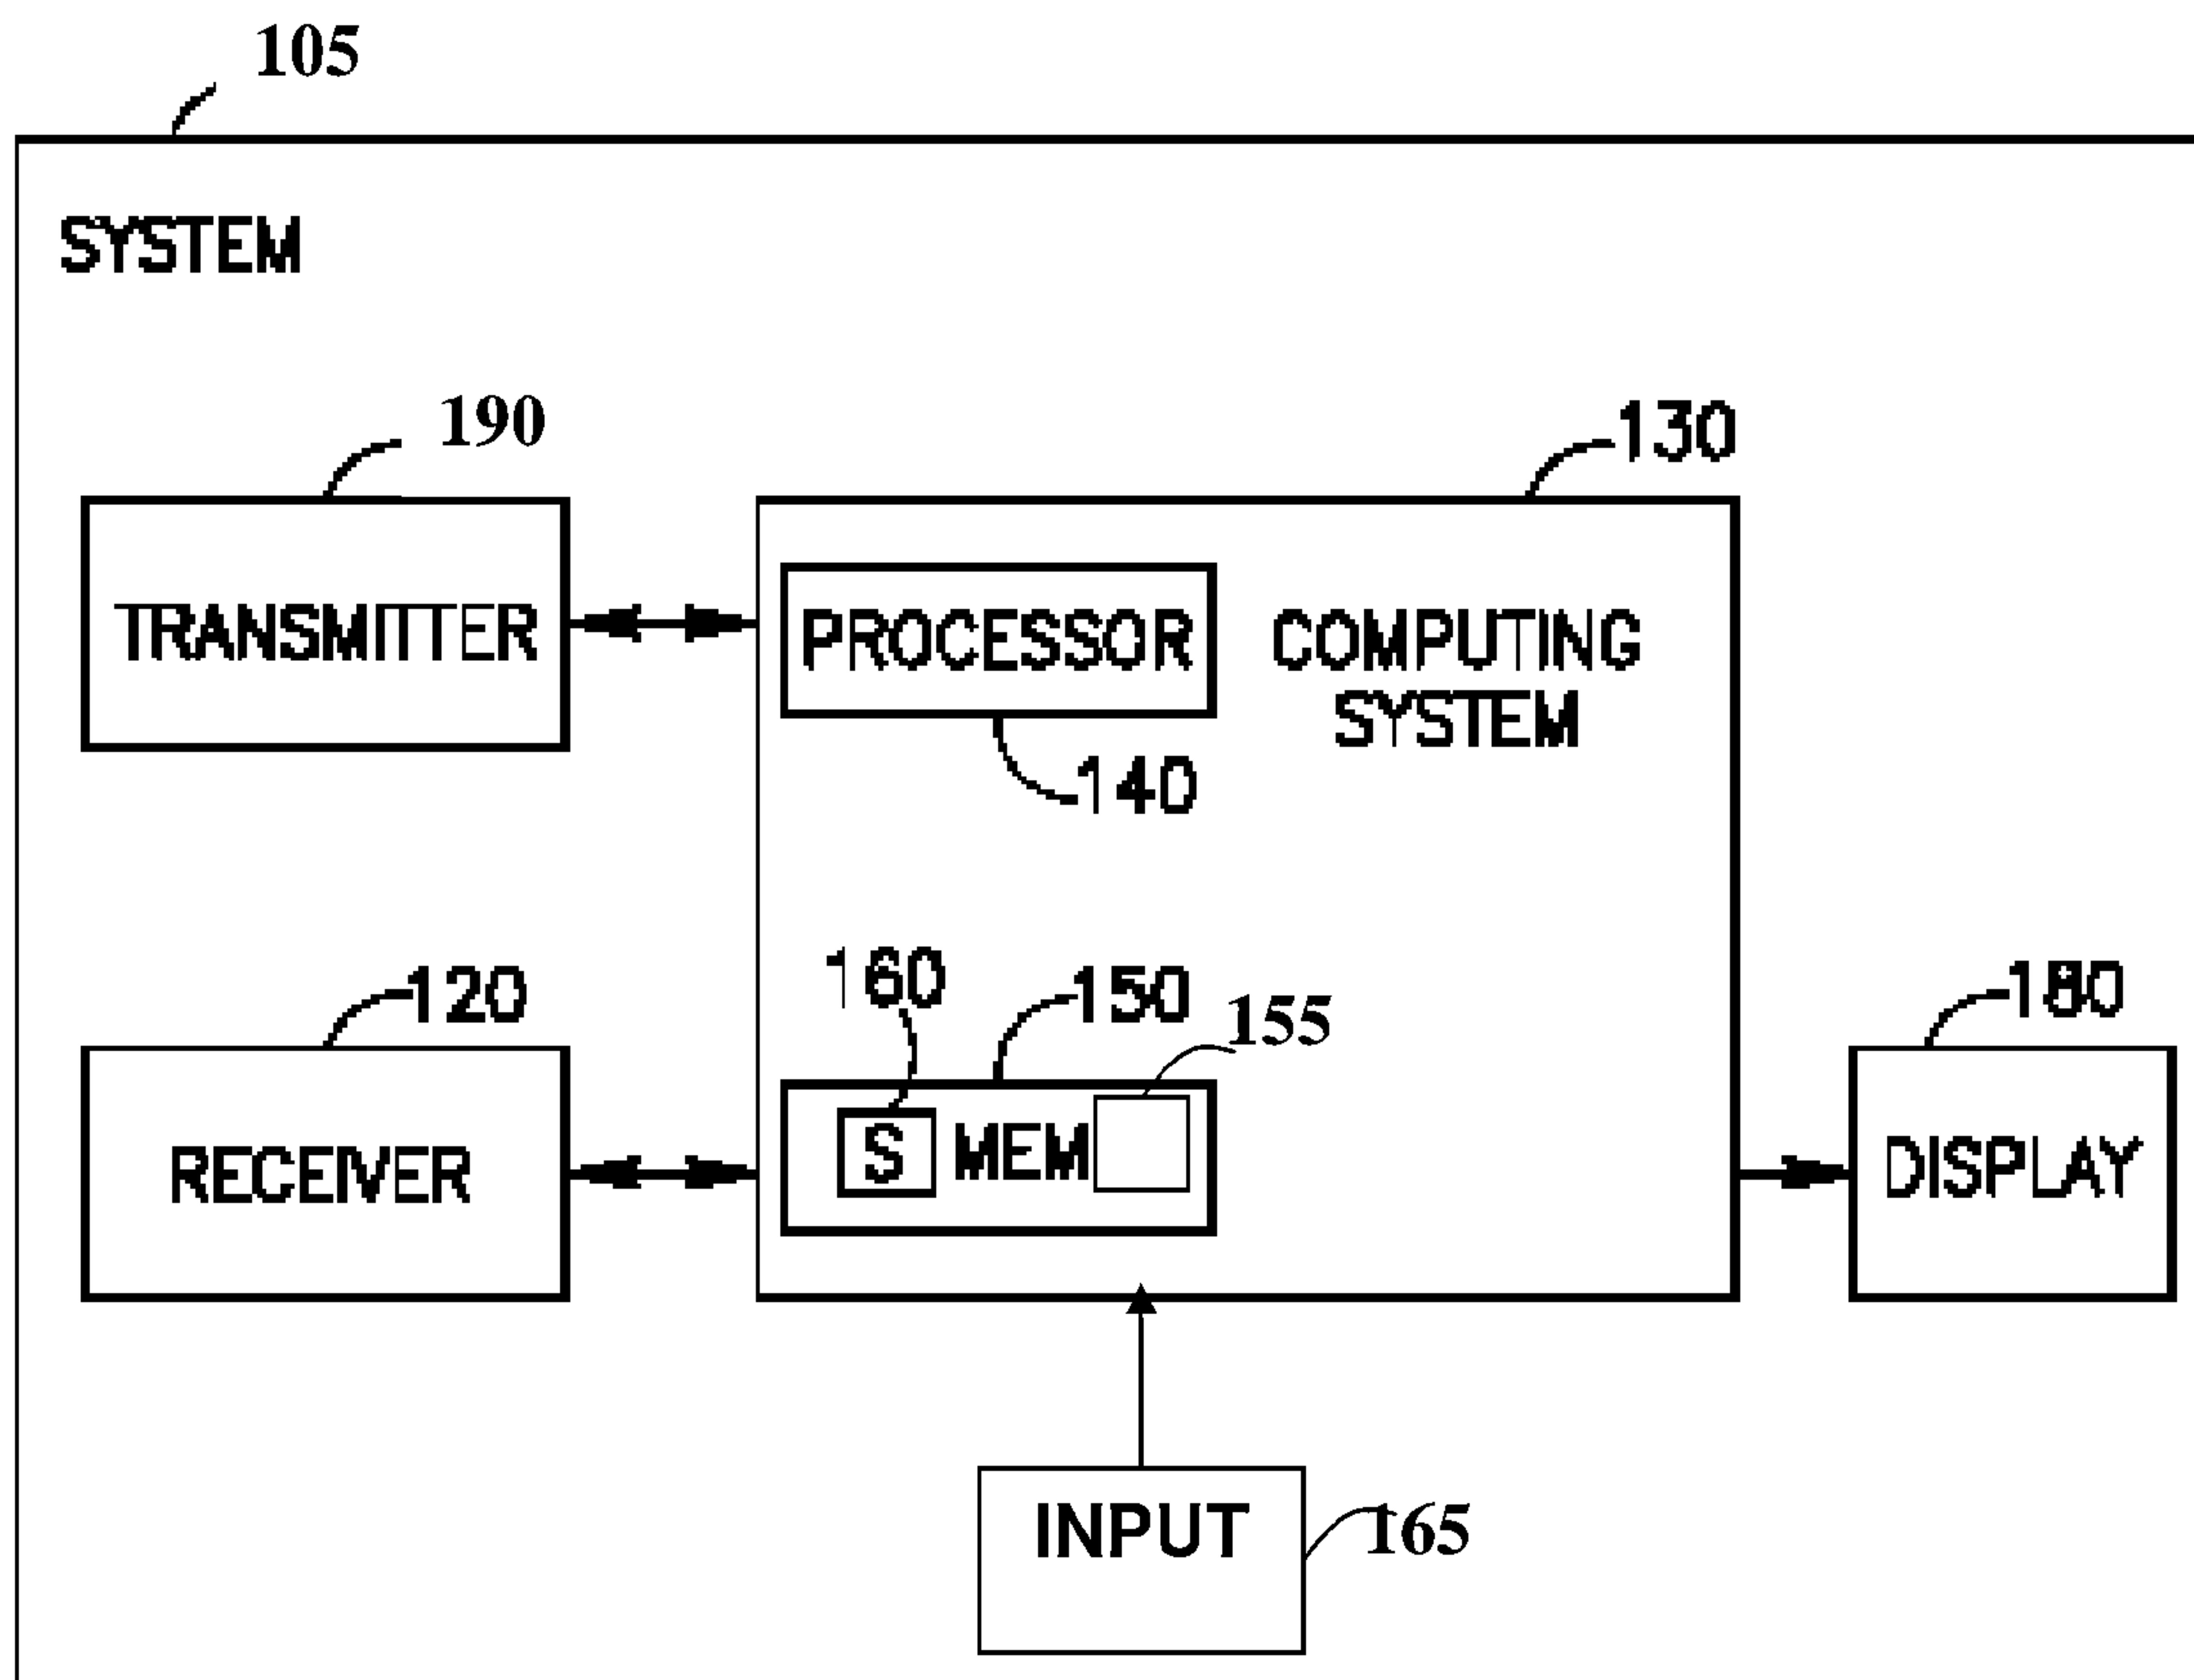 105
SYSTEM
190
130
TRANSMITTER
PROCESSOR
COMPUTING
SYSTEM
140
120
160
150
155
180
RECEIVER
S
MEM
DISPLAY
INPUT
165